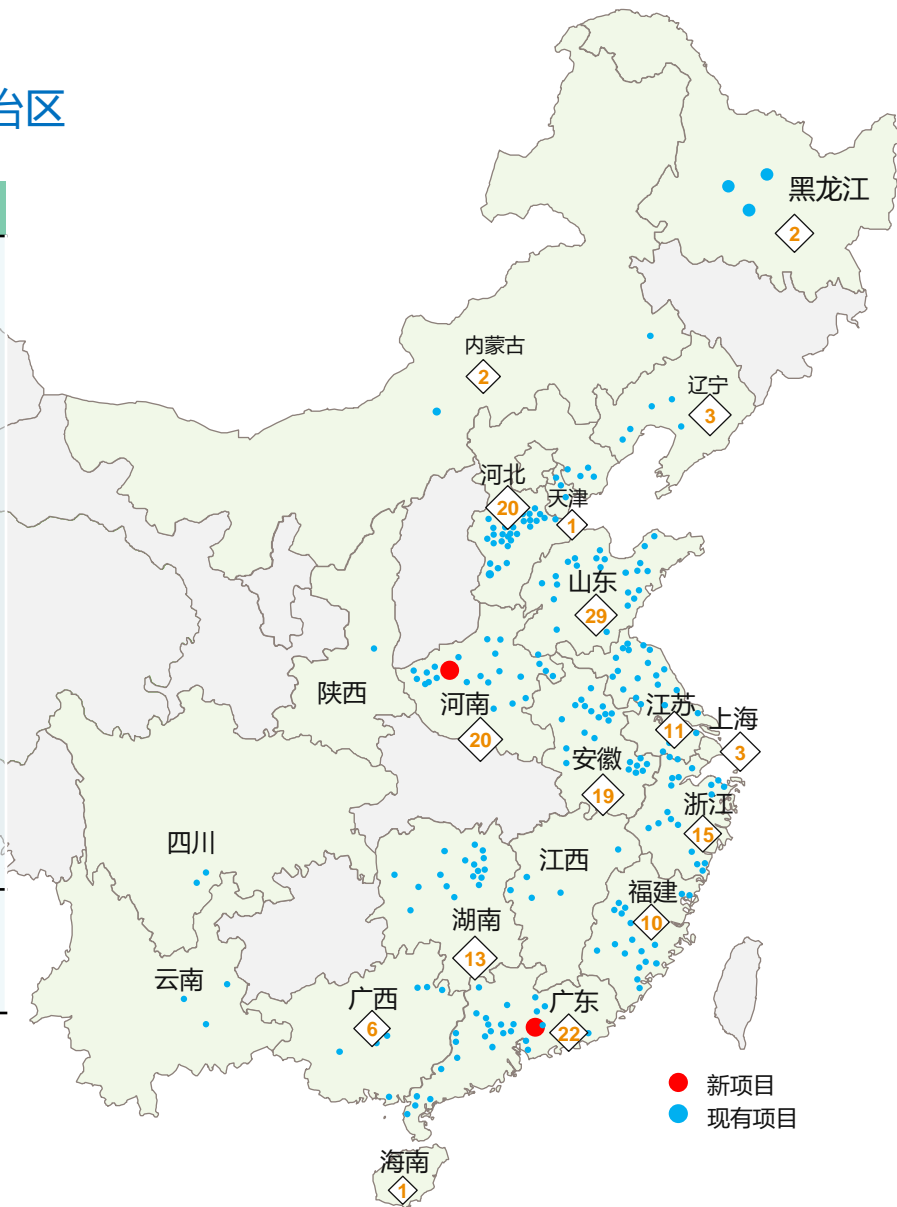 治区
黑龙江
2
内蒙古
2
辽宁
3
河北
20
天津
1
山东
29
陕西
河南
20
江苏
11
上海
3
安徽
19
浙江
15
四川
江西
福建
10
湖南
13
云南
广西
6
广东
22
新项目
现有项目
海南
1